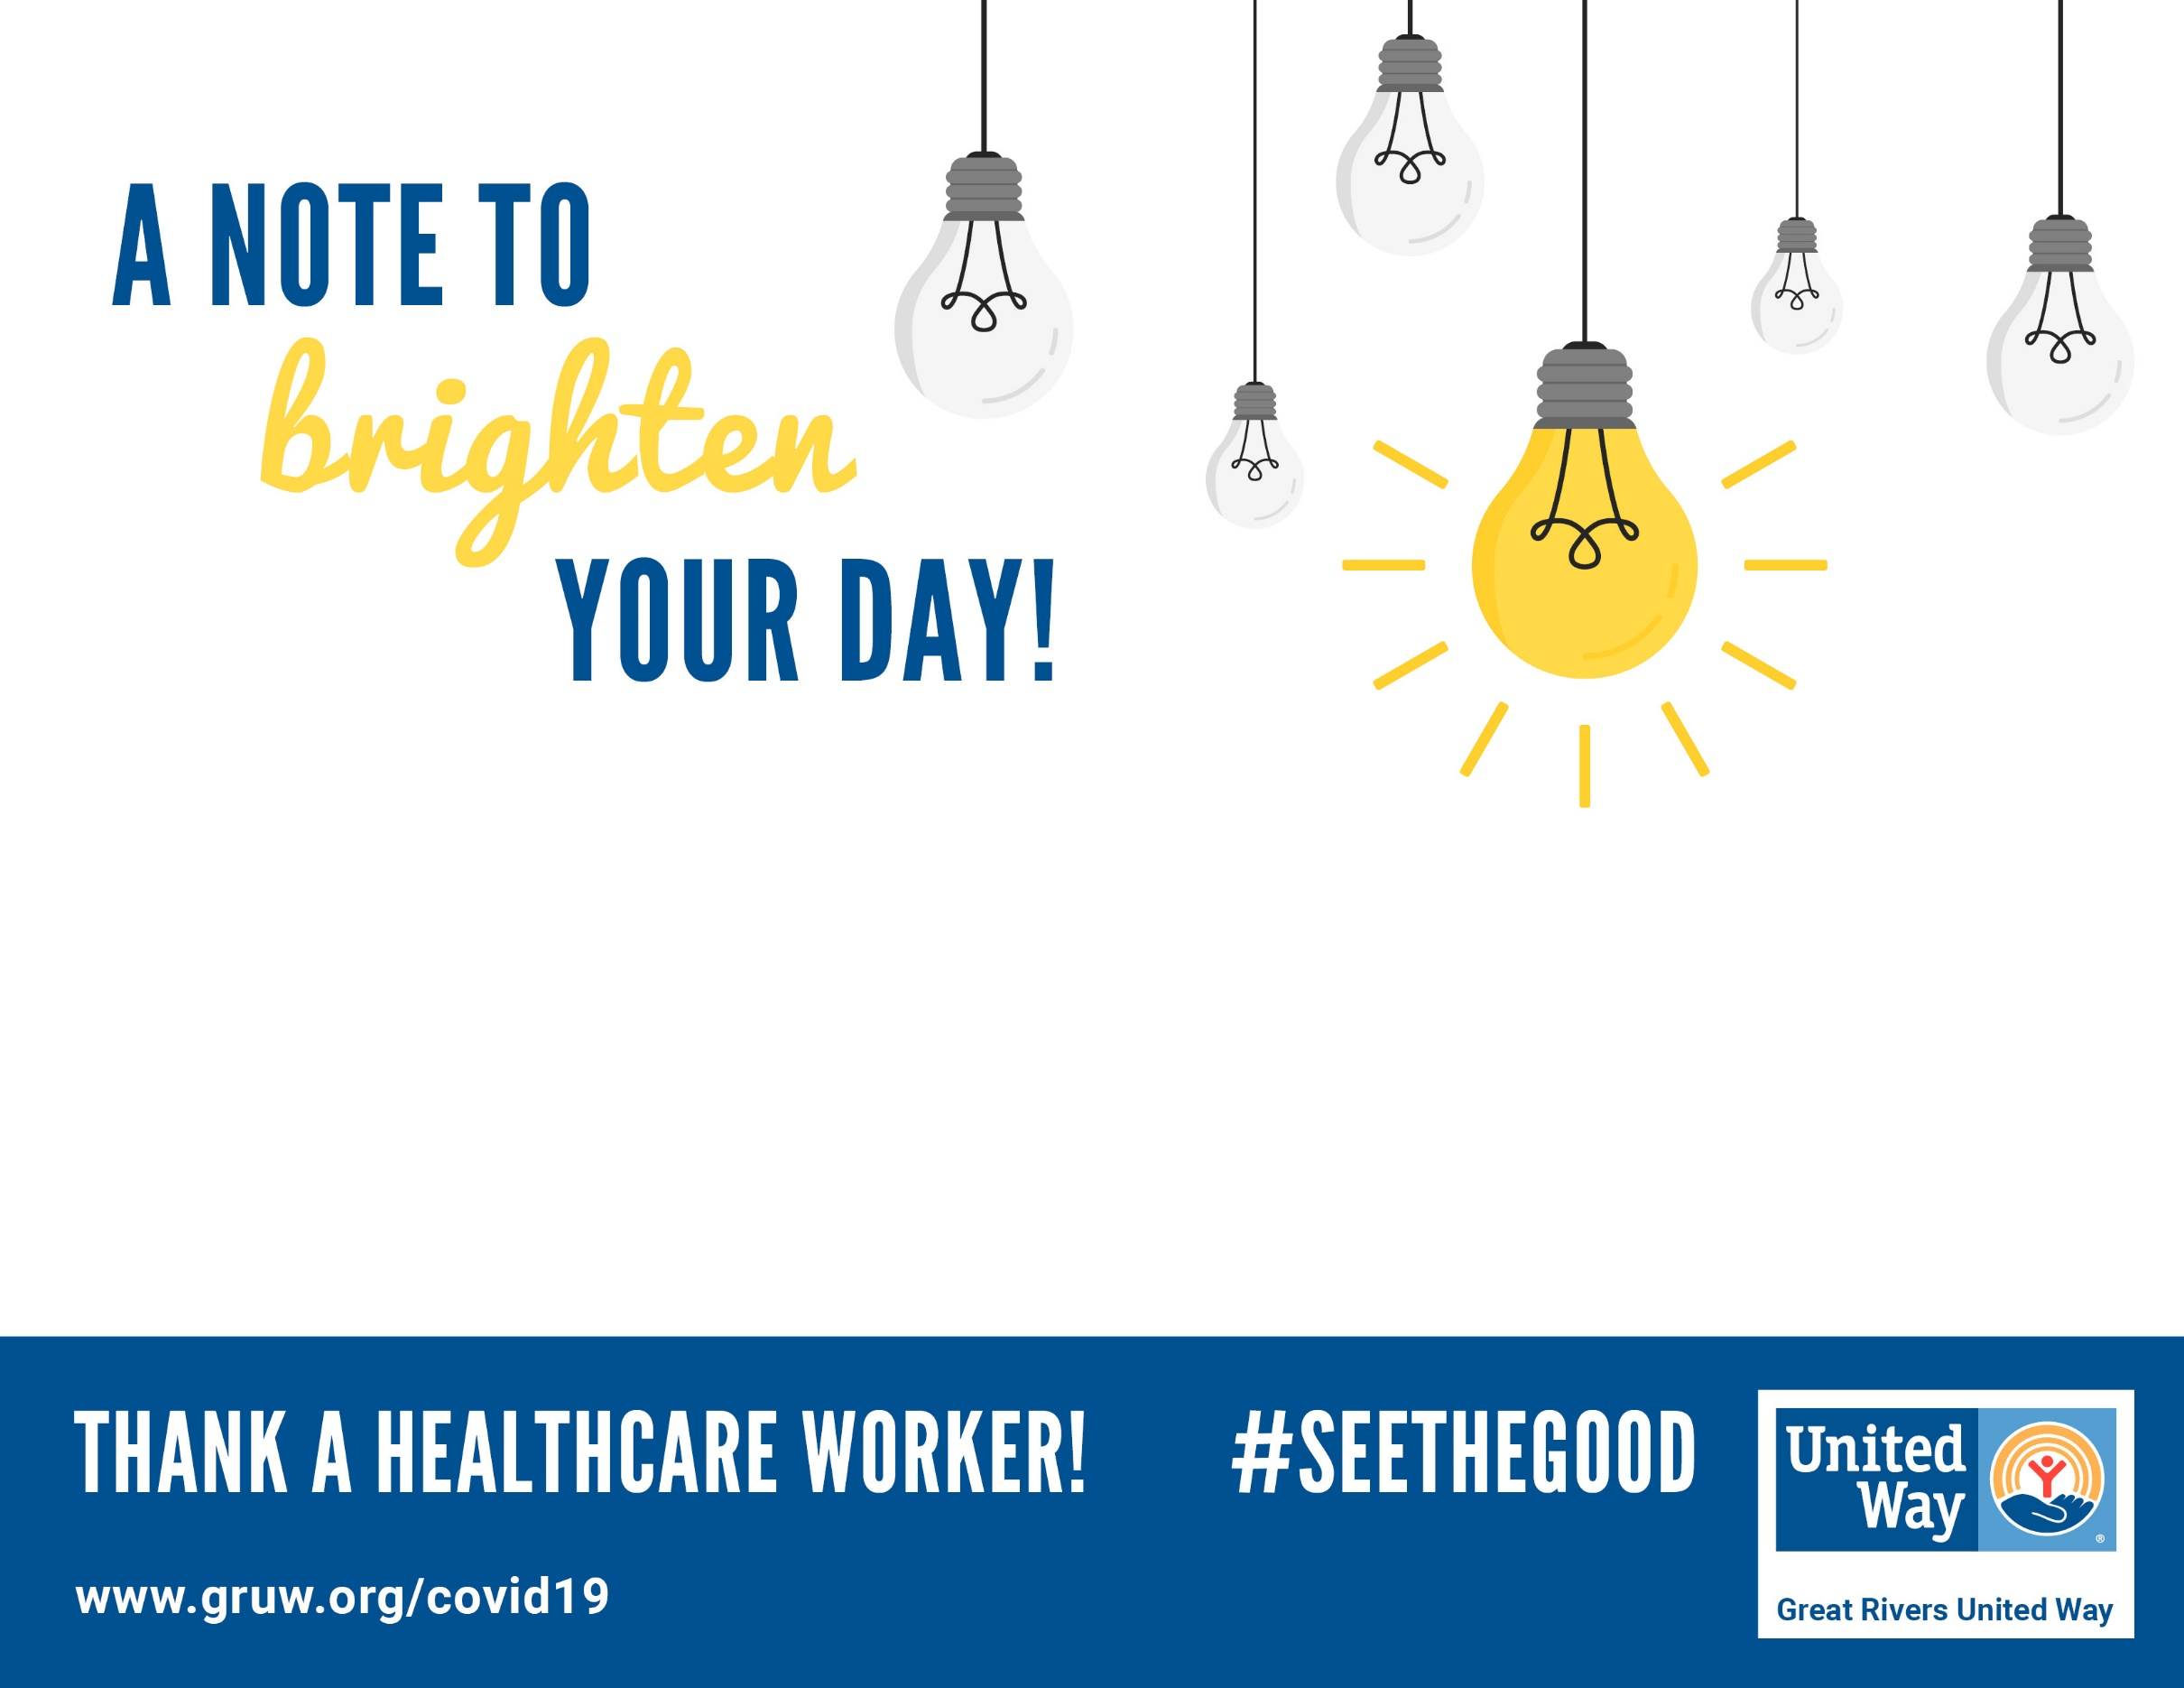 A NOTE TO
brighten
YOUR DAY!
THANK A HEALTHCARE WORKER!
#SEETHEGOOD
www.gruw.org/covid19
United
Way
®
Great Rivers United Way